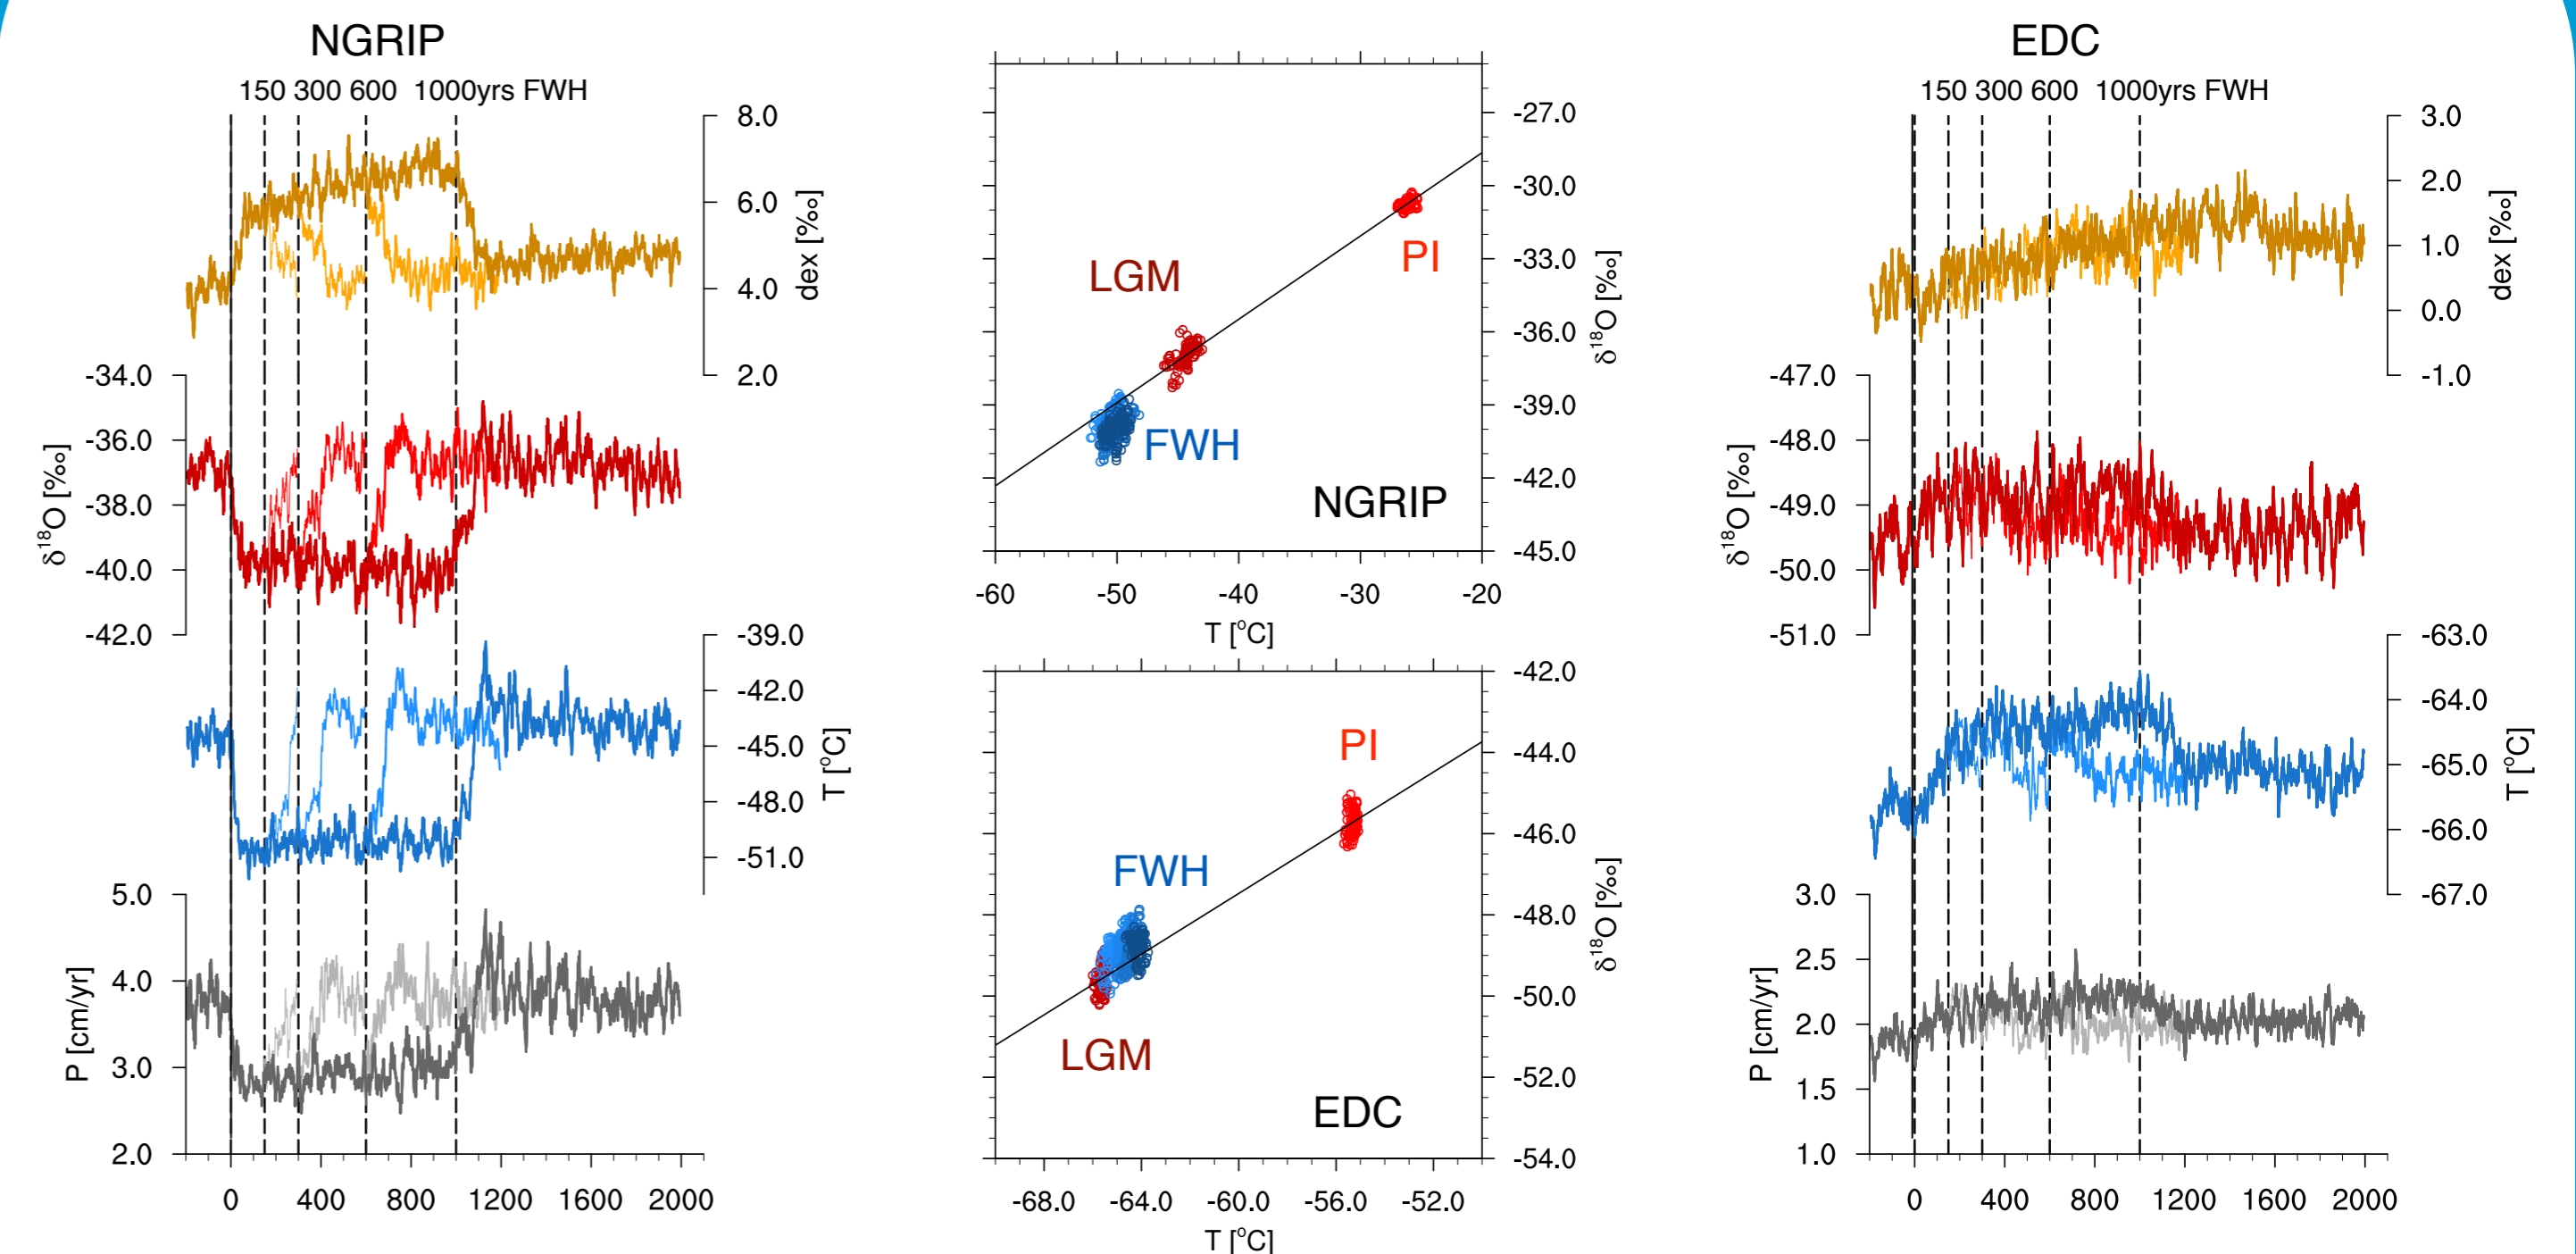 NGRIP
150 300 600 1000yrs FWH
8.0
6.0
4.0
2.0
dex [‰]
-34.0
-36.0
-38.0
-40.0
-42.0
δ¹⁸O [‰]
-39.0
-42.0
-45.0
-48.0
-51.0
T [°C]
5.0
4.0
3.0
2.0
P [cm/yr]
0 400 800 1200 1600 2000
-27.0
-30.0
-33.0
-36.0
-39.0
-42.0
-45.0
δ¹⁸O [‰]
PI
LGM
FWH
NGRIP
-60 -50 -40 -30 -20
T [°C]
-42.0
-44.0
-46.0
-48.0
-50.0
-52.0
-54.0
δ¹⁸O [‰]
PI
FWH
LGM
EDC
-68.0 -64.0 -60.0 -56.0 -52.0
T [°C]
EDC
150 300 600 1000yrs FWH
3.0
2.0
1.0
0.0
-1.0
dex [‰]
-47.0
-48.0
-49.0
-50.0
-51.0
δ¹⁸O [‰]
-63.0
-64.0
-65.0
-66.0
-67.0
T [°C]
3.0
2.5
2.0
1.5
1.0
P [cm/yr]
0 400 800 1200 1600 2000